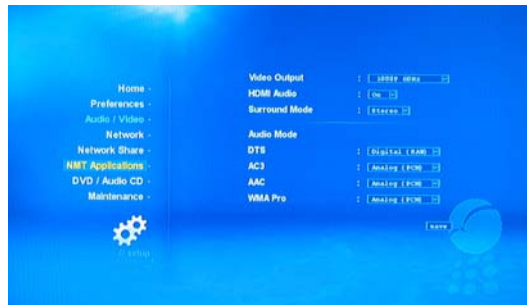 Home -
Preferences -
Audio / Video -
Network -
Network Share -
NMT Applications -
DVD / Audio CD -
Maintenance -
setup
Video Output : 1080P 60Hz
HDMI Audio : On
Surround Mode : Stereo
Audio Mode
DTS : Digital (RAW)
AC3 : Analog (PCM)
AAC : Analog (PCM)
WMA Pro : Analog (PCM)
save